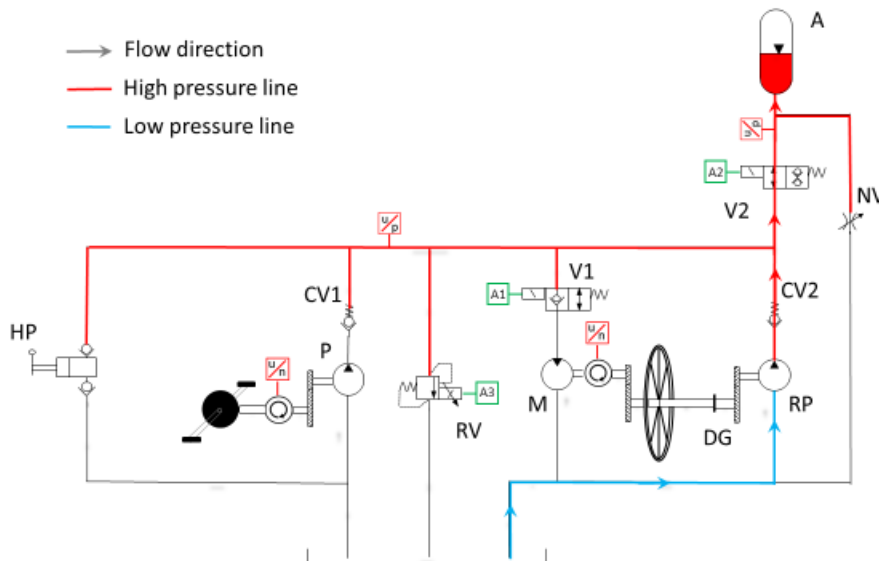 A
Flow direction
High pressure line
Low pressure line
u/p
A2
V2
NV
u/p
V1
A1
CV1
CV2
HP
P
u/n
u/n
A3
RV
M
DG
RP